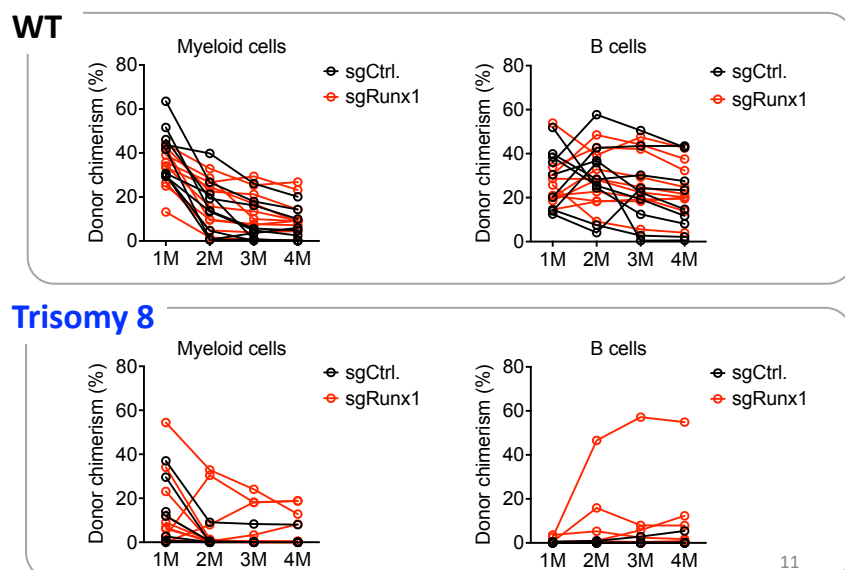 WT
Myeloid cells
Donor chimerism (%)
80
60
40
20
0
1M 2M 3M 4M
sgCtrl.
sgRunx1
B cells
Donor chimerism (%)
80
60
40
20
0
1M 2M 3M 4M
sgCtrl.
sgRunx1
Trisomy 8
Myeloid cells
Donor chimerism (%)
80
60
40
20
0
1M 2M 3M 4M
sgCtrl.
sgRunx1
B cells
Donor chimerism (%)
80
60
40
20
0
1M 2M 3M 4M
sgCtrl.
sgRunx1
11